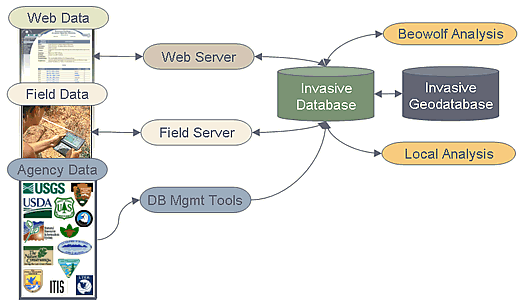 Web Data
Web Server
Beowolf Analysis
Field Data
Invasive
Database
Invasive
Geodatabase
Field Server
Local Analysis
Agency Data
DB Mgmt Tools
USGS
USDA
ITIS